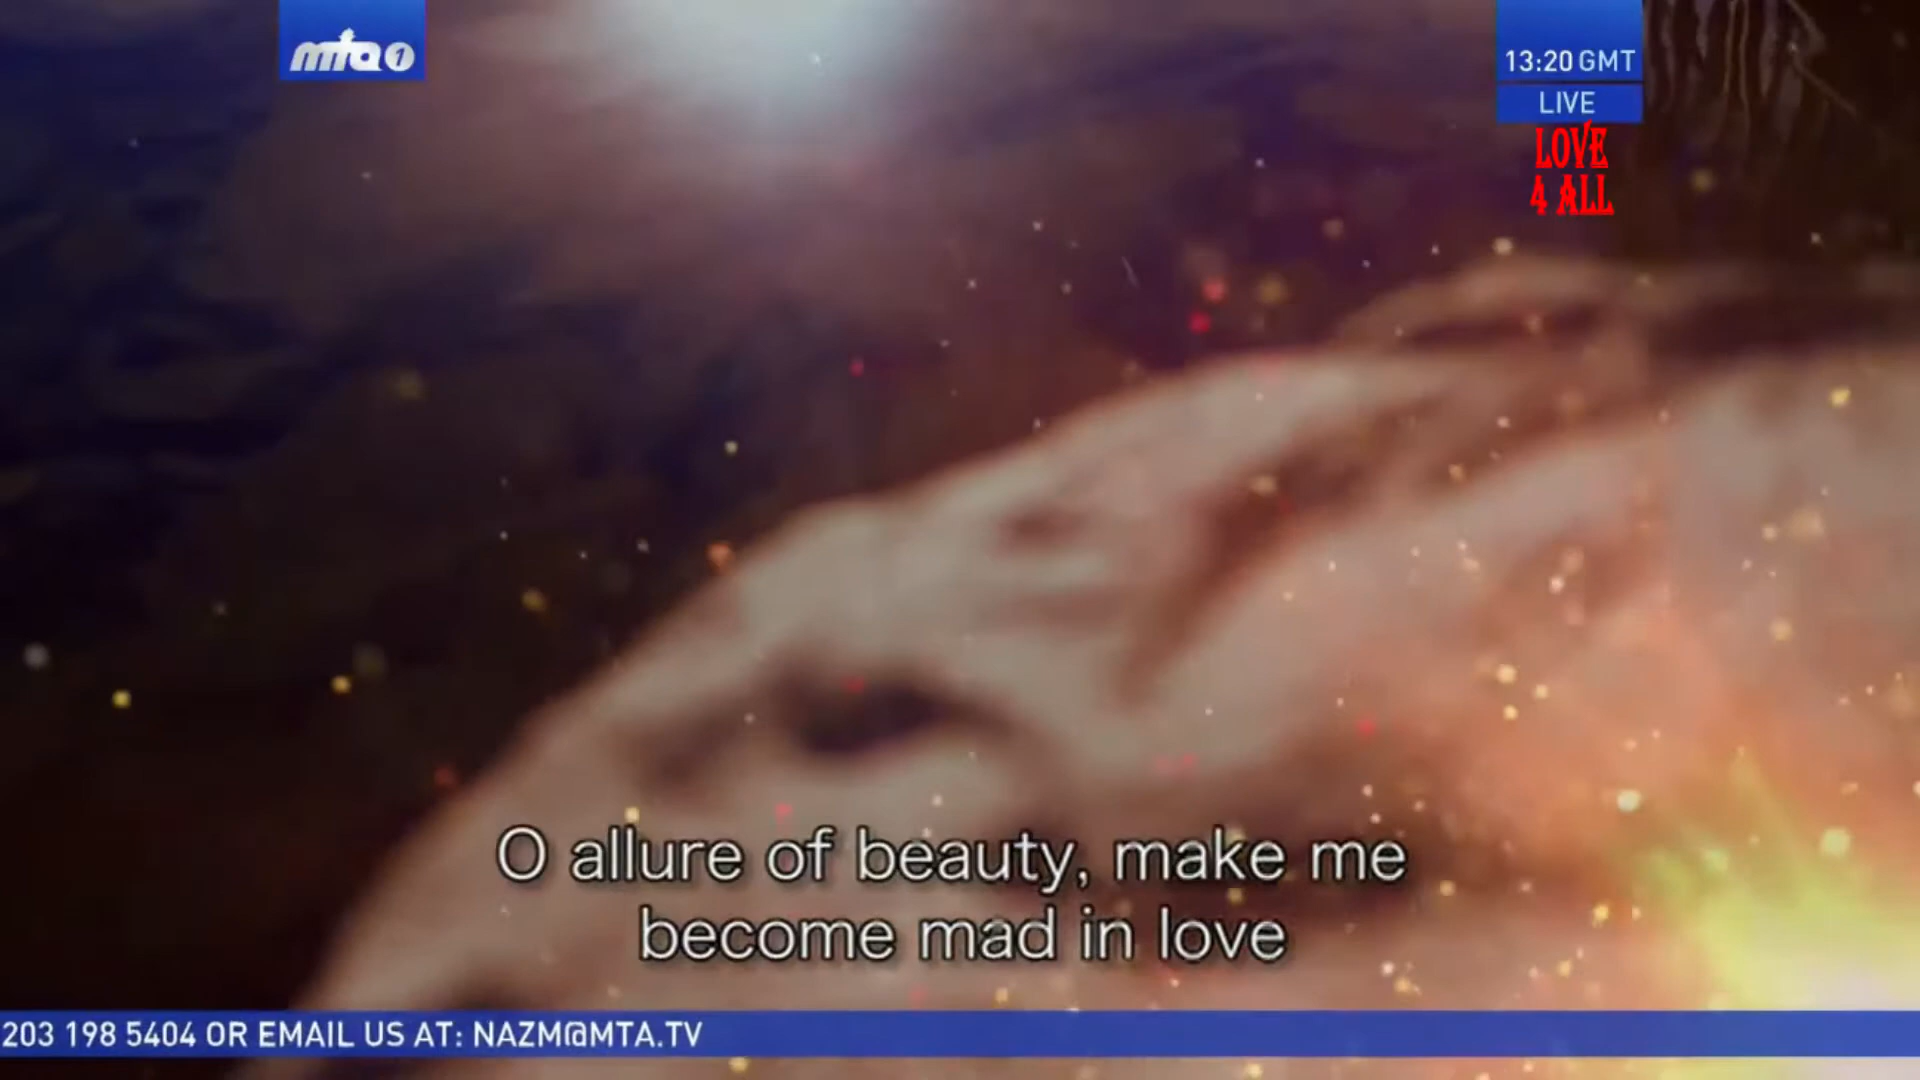 mta1
13:20 GMT
LIVE
LOVE
4 ALL
O allure of beauty, make me
become mad in love
203 198 5404 OR EMAIL US AT: NAZM@MTA.TV